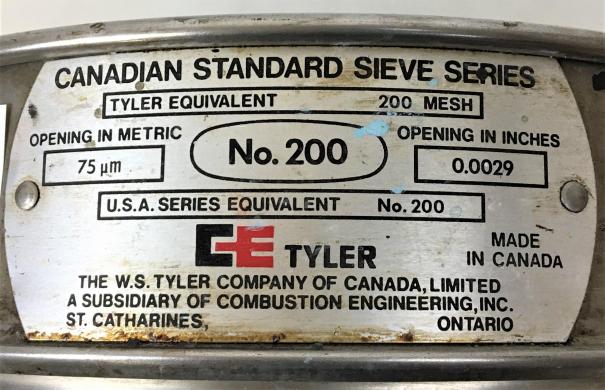 CANADIAN STANDARD SIEVE SERIES
TYLER EQUIVALENT 200 MESH
OPENING IN METRIC
75 µm
No. 200
OPENING IN INCHES
0.0029
U.S.A. SERIES EQUIVALENT No. 200
CE TYLER
MADE
IN CANADA
THE W.S. TYLER COMPANY OF CANADA, LIMITED
A SUBSIDIARY OF COMBUSTION ENGINEERING, INC.
ST. CATHARINES, ONTARIO